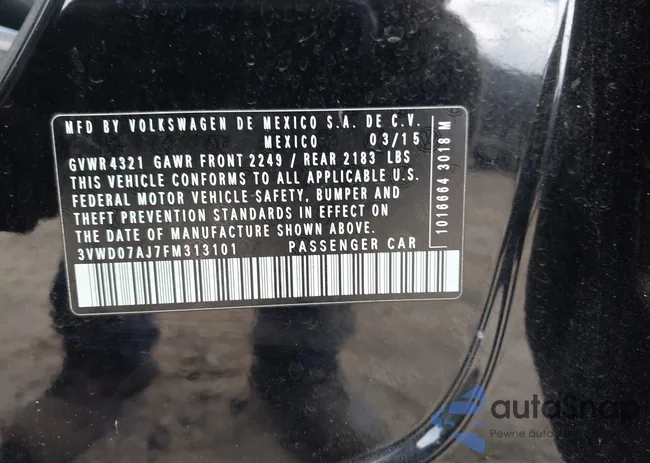 MFD BY VOLKSWAGEN DE MEXICO S.A. DE C.V.
MEXICO 03/15
GVWR4321 GAWR FRONT 2249 / REAR 2183 LBS
THIS VEHICLE CONFORMS TO ALL APPLICABLE U.S.
FEDERAL MOTOR VEHICLE SAFETY, BUMPER AND
THEFT PREVENTION STANDARDS IN EFFECT ON
THE DATE OF MANUFACTURE SHOWN ABOVE.
3VWD07AJ7FM313101 PASSENGER CAR
1016664 3018 M
autoSnap
Pewne auto